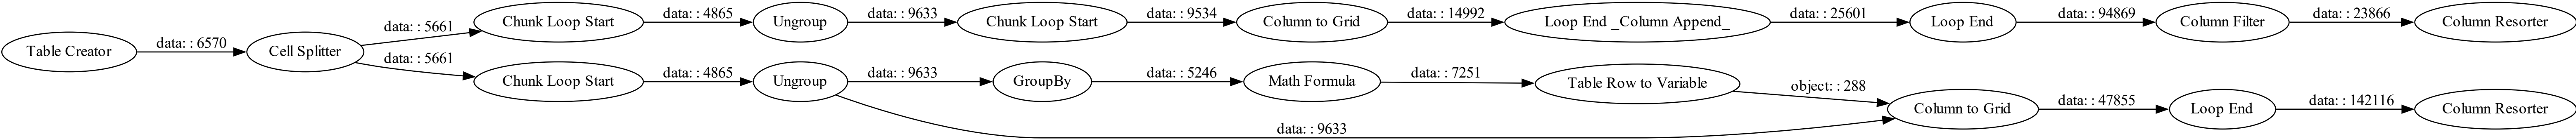 Table Creator
data: : 6570
Cell Splitter
data: : 5661
Chunk Loop Start
data: : 4865
Ungroup
data: : 9633
Chunk Loop Start
data: : 9534
Column to Grid
data: : 14992
Loop End _Column Append_
data: : 25601
Loop End
data: : 94869
Column Filter
data: : 23866
Column Resorter
data: : 5661
Chunk Loop Start
data: : 4865
Ungroup
data: : 9633
GroupBy
data: : 5246
Math Formula
data: : 7251
Table Row to Variable
object: : 288
data: : 9633
Column to Grid
data: : 47855
Loop End
data: : 142116
Column Resorter